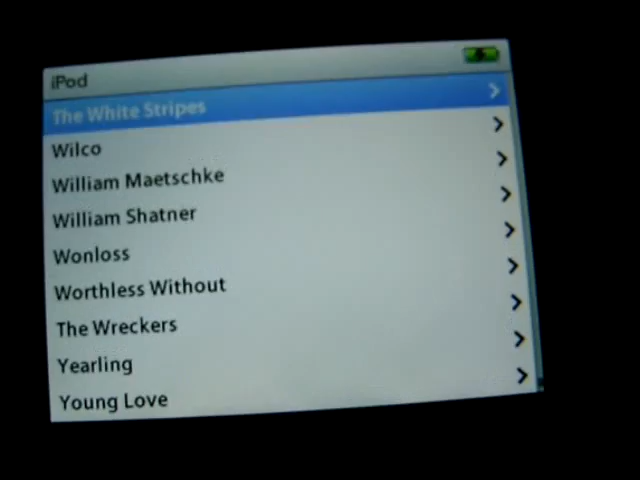 iPod
The White Stripes
Wilco
William Maetschke
William Shatner
Wonloss
Worthless Without
The Wreckers
Yearling
Young Love